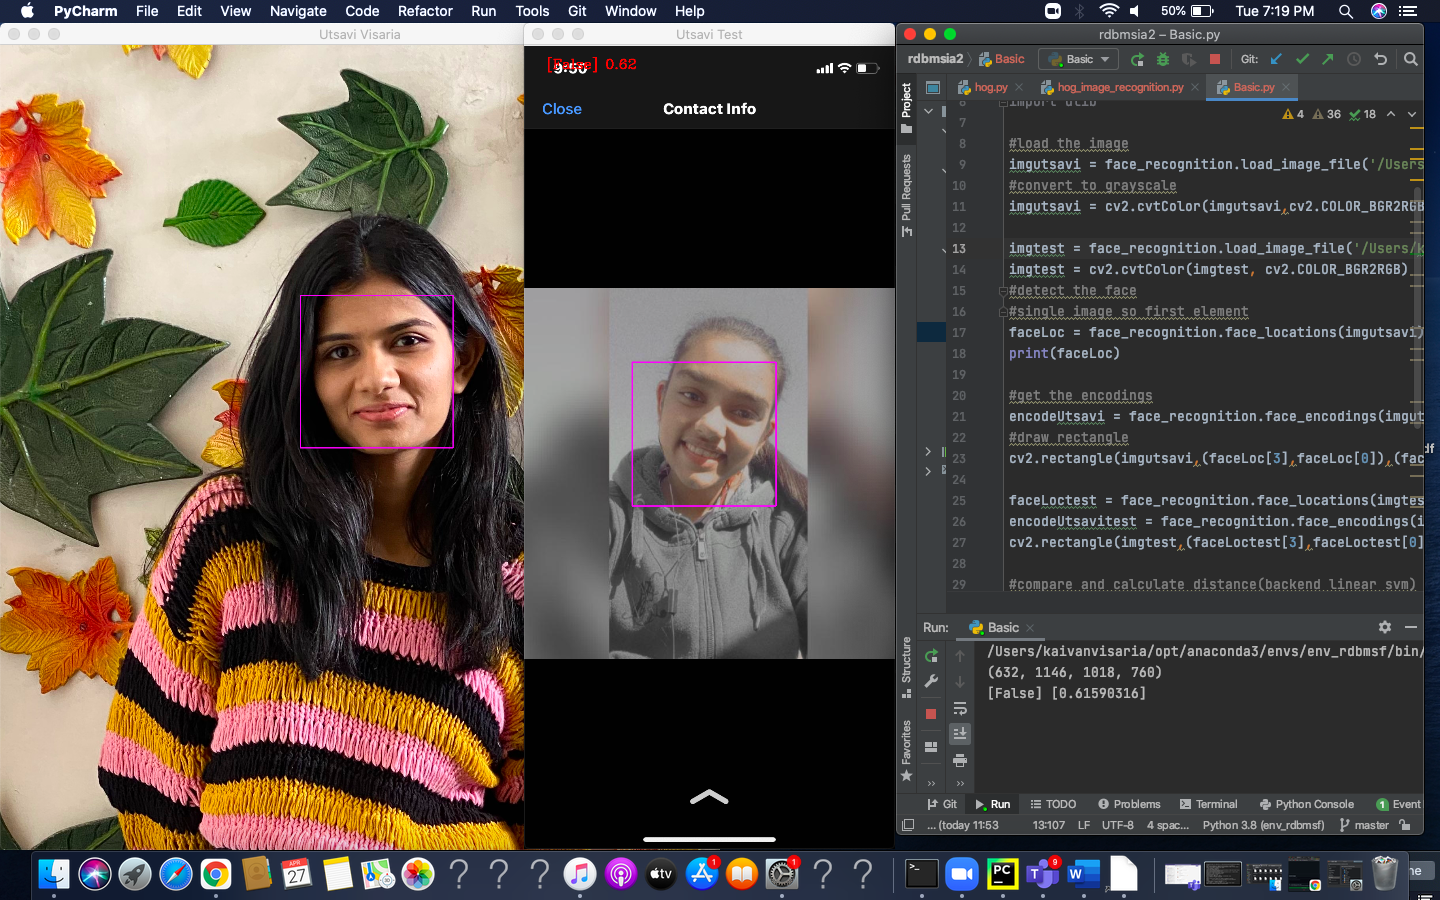 PyCharm File Edit View Navigate Code Refactor Run Tools Git Window Help
50% Tue 7:19 PM
Utsavi Visaria
Utsavi Test
[False] 0.62
9:50
Close Contact Info
rdbmsia2 – Basic.py
rdbmsia2 Basic Basic Git:
hog.py hog_image_recognition.py Basic.py
Project
Pull Requests
Structure
Favorites
4 36 18
6 import dlib
7
8 #load the image
9 imgutsavi = face_recognition.load_image_file('/Users
10 #convert to grayscale
11 imgutsavi = cv2.cvtColor(imgutsavi,cv2.COLOR_BGR2RGB
12
13 imgtest = face_recognition.load_image_file('/Users/k
14 imgtest = cv2.cvtColor(imgtest, cv2.COLOR_BGR2RGB)
15 #detect the face
16 #single image so first element
17 faceLoc = face_recognition.face_locations(imgutsavi)
18 print(faceLoc)
19
20 #get the encodings
21 encodeUtsavi = face_recognition.face_encodings(imgut
22 #draw rectangle
23 cv2.rectangle(imgutsavi,(faceLoc[3],faceLoc[0]),(fac
24
25 faceLoctest = face_recognition.face_locations(imgtes
26 encodeUtsavitest = face_recognition.face_encodings(i
27 cv2.rectangle(imgtest,(faceLoctest[3],faceLoctest[0]
28
29 #compare and calculate distance(backend linear svm)
df
Run: Basic
/Users/kaivanvisaria/opt/anaconda3/envs/env_rdbmsf/bin/
(632, 1146, 1018, 760)
[False] [0.61590316]
Git Run TODO Problems Terminal Python Console 1 Event
... (today 11:53 13:107 LF UTF-8 4 spac... Python 3.8 (env_rdbmsf) master
APR
27
tv
1
1
PC
9
me